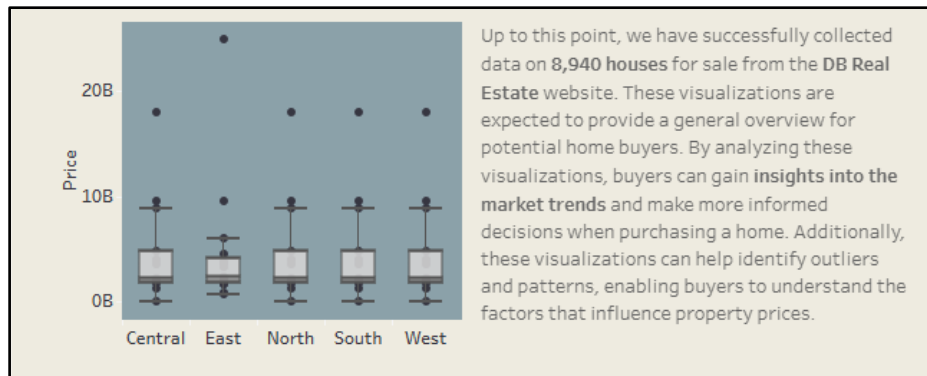 20B
10B
0B
Price
Central East North South West
Up to this point, we have successfully collected
data on 8,940 houses for sale from the DB Real
Estate website. These visualizations are
expected to provide a general overview for
potential home buyers. By analyzing these
visualizations, buyers can gain insights into the
market trends and make more informed
decisions when purchasing a home. Additionally,
these visualizations can help identify outliers
and patterns, enabling buyers to understand the
factors that influence property prices.